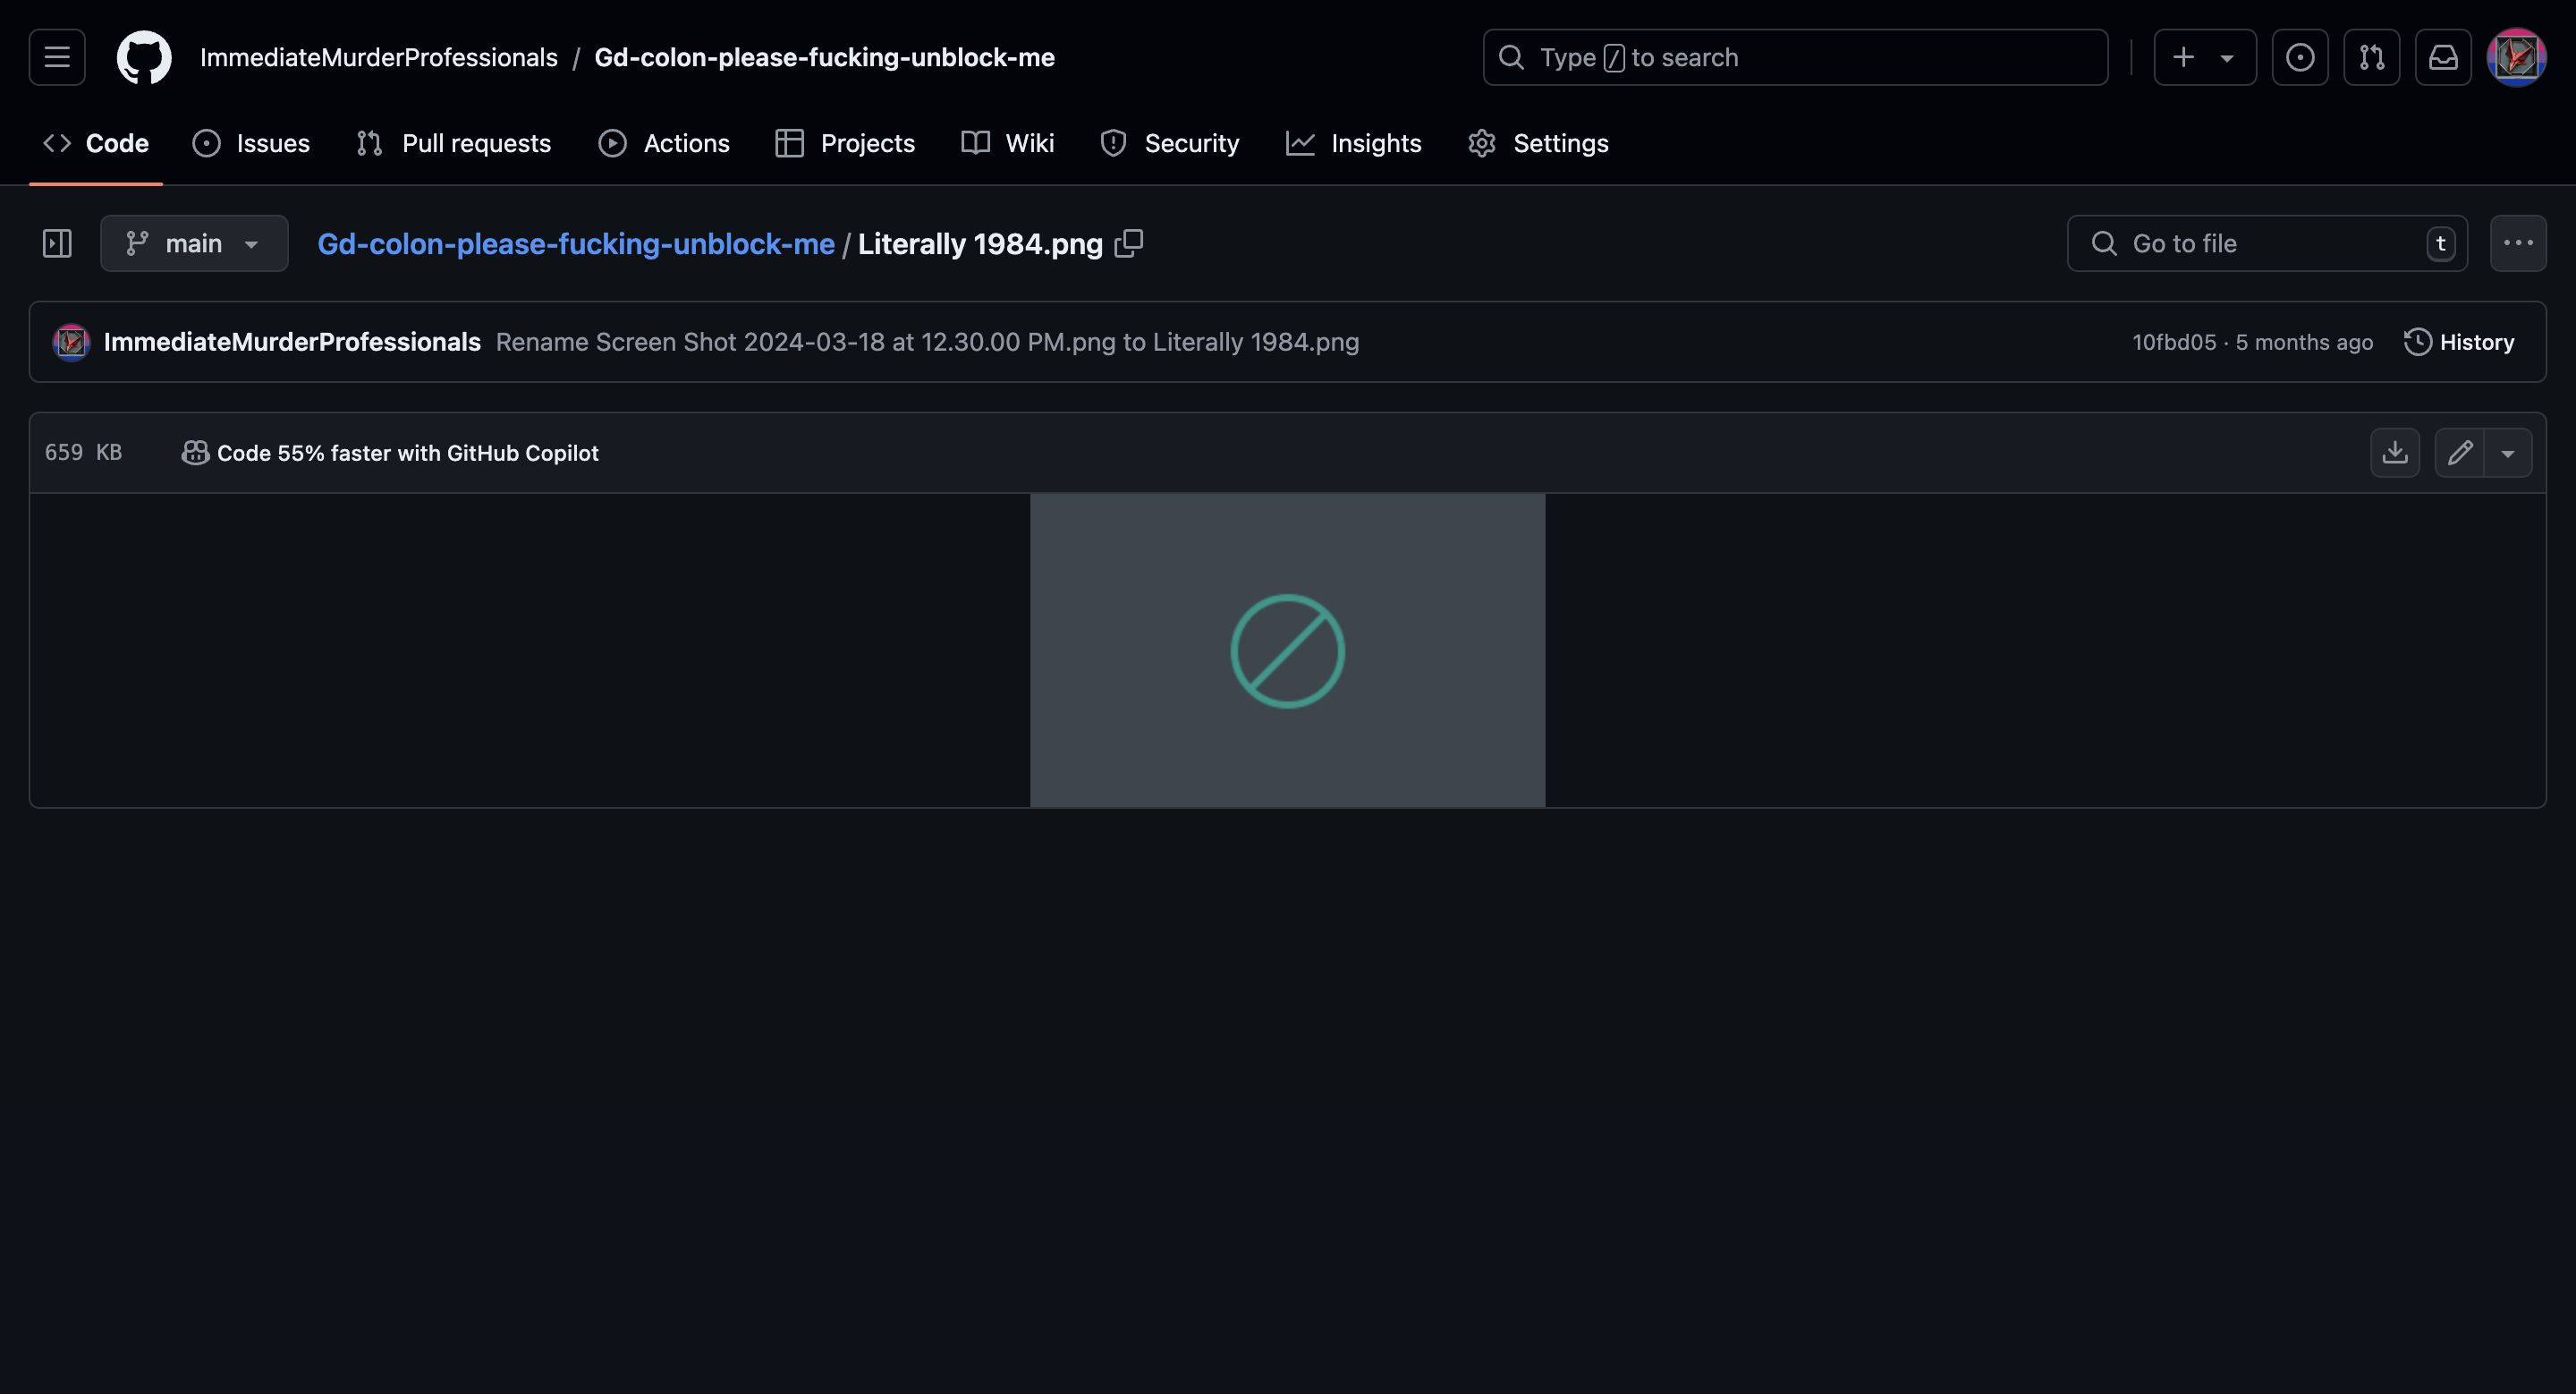 ImmediateMurderProfessionals / Gd-colon-please-fucking-unblock-me
Type / to search
Code Issues Pull requests Actions Projects Wiki Security Insights Settings
main
Gd-colon-please-fucking-unblock-me / Literally 1984.png
Go to file t
ImmediateMurderProfessionals Rename Screen Shot 2024-03-18 at 12.30.00 PM.png to Literally 1984.png
10fbd05 · 5 months ago History
659 KB Code 55% faster with GitHub Copilot